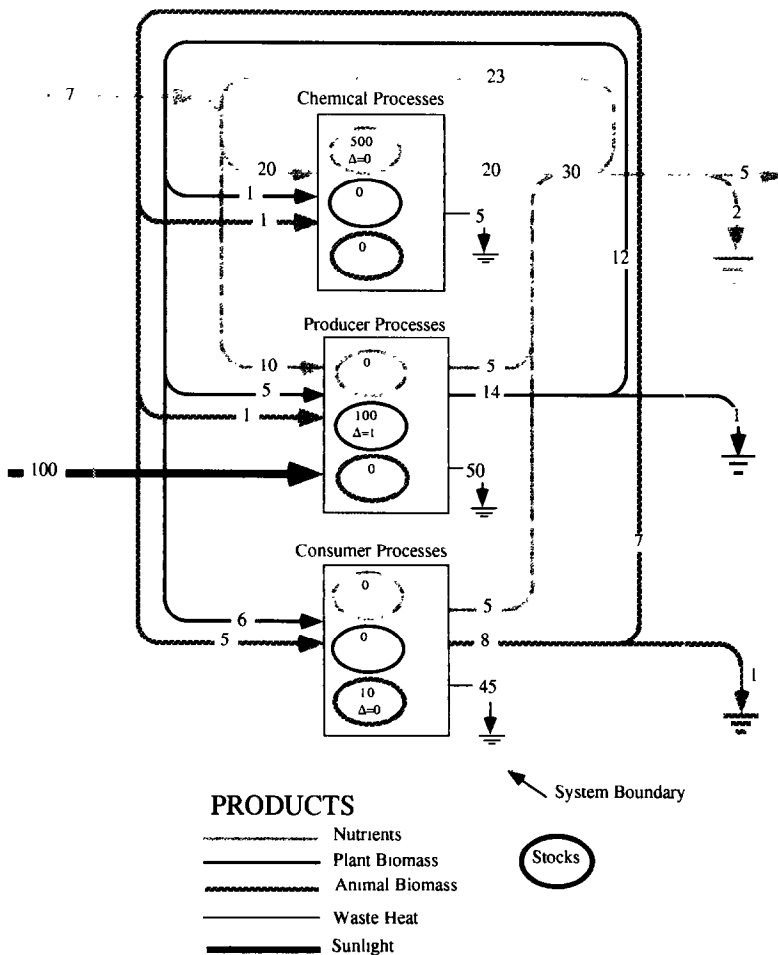 23
7
Chemical Processes
500
Δ=0
20
20
30
5
1
0
1
5
2
0
12
Producer Processes
10
0
5
5
14
1
100
Δ=1
1
100
0
50
Consumer Processes
7
0
5
6
0
8
5
1
10
Δ=0
45
System Boundary
PRODUCTS
Nutrients
Plant Biomass
Animal Biomass
Waste Heat
Sunlight
Stocks